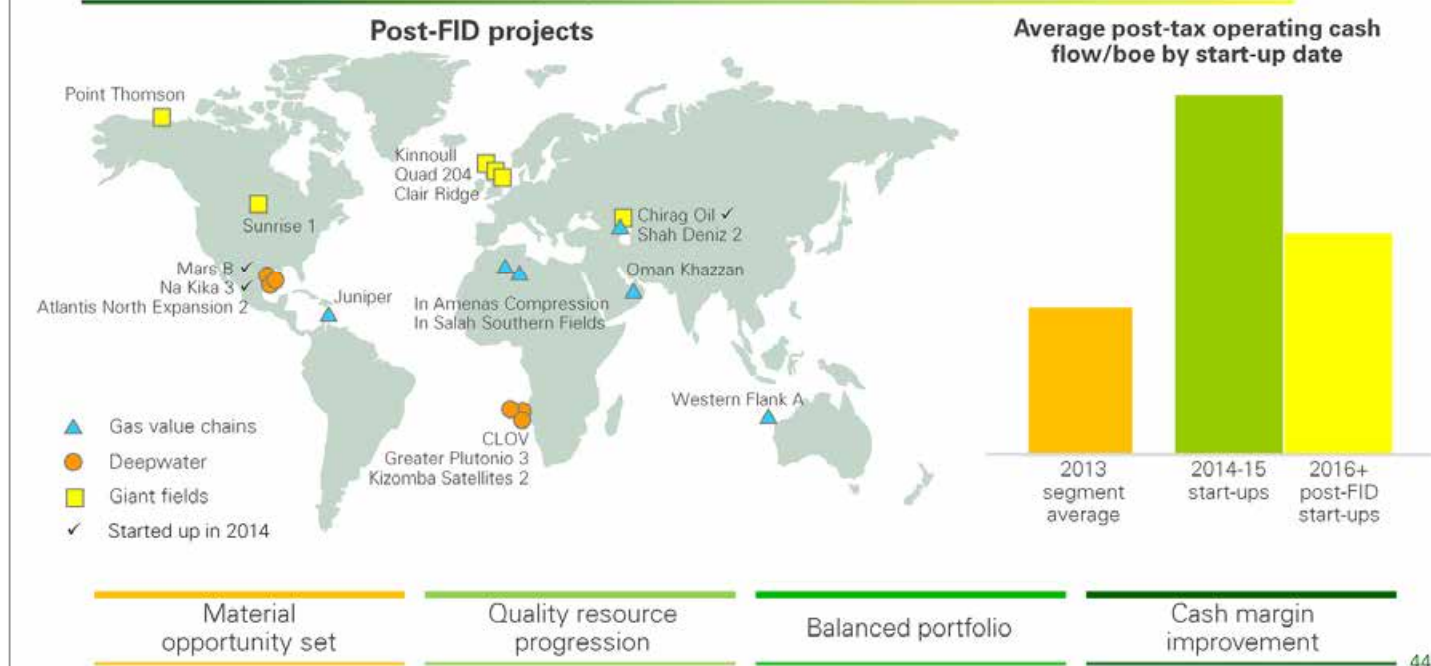 Post-FID projects
Point Thomson
Sunrise 1
Mars B ✓
Na Kika 3 ✓
Atlantis North Expansion 2
Juniper
Kinnoull
Quad 204
Clair Ridge
Chirag Oil ✓
Shah Deniz 2
Oman Khazzan
In Amenas Compression
In Salah Southern Fields
CLOV
Greater Plutonio 3
Kizomba Satellites 2
Western Flank A
Gas value chains
Deepwater
Giant fields
✓ Started up in 2014
Average post-tax operating cash
flow/boe by start-up date
2013
segment
average
2014-15
start-ups
2016+
post-FID
start-ups
Material
opportunity set
Quality resource
progression
Balanced portfolio
Cash margin
improvement
44